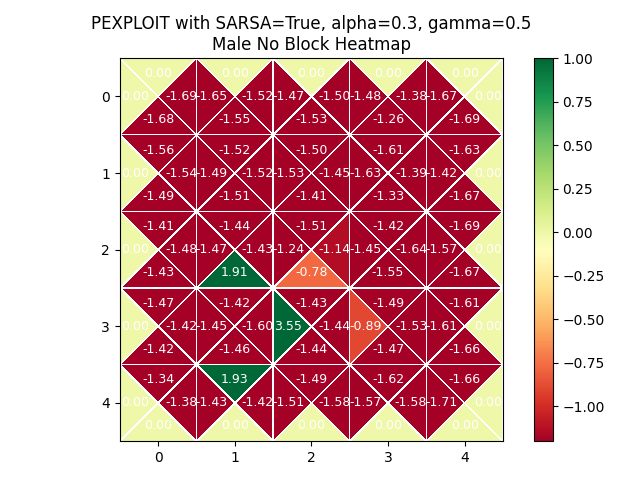 PEXPLOIT with SARSA=True, alpha=0.3, gamma=0.5
Male No Block Heatmap
0.00 0.00 0.00 0.00 0.00
0 0.00 -1.69 -1.65 -1.52 -1.47 -1.50 -1.48 -1.38 -1.67 0.00
-1.68 -1.55 -1.53 -1.26 -1.69
-1.56 -1.52 -1.50 -1.61 -1.63
1 0.00 -1.54 -1.49 -1.52 -1.53 -1.45 -1.63 -1.39 -1.42 0.00
-1.49 -1.51 -1.41 -1.33 -1.67
-1.41 -1.44 -1.51 -1.42 -1.69
2 0.00 -1.48 -1.47 -1.43 -1.24 -1.14 -1.45 -1.64 -1.57 0.00
-1.43 1.91 -0.78 -1.55 -1.67
-1.47 -1.42 -1.43 -1.49 -1.61
3 0.00 -1.42 -1.45 -1.60 3.55 -1.44 -0.89 -1.53 -1.61 0.00
-1.42 -1.46 -1.44 -1.47 -1.66
-1.34 1.93 -1.49 -1.62 -1.66
4 0.00 -1.38 -1.43 -1.42 -1.51 -1.58 -1.57 -1.58 -1.71 0.00
0.00 0.00 0.00 0.00 0.00
0 1 2 3 4
1.00
0.75
0.50
0.25
0.00
−0.25
−0.50
−0.75
−1.00